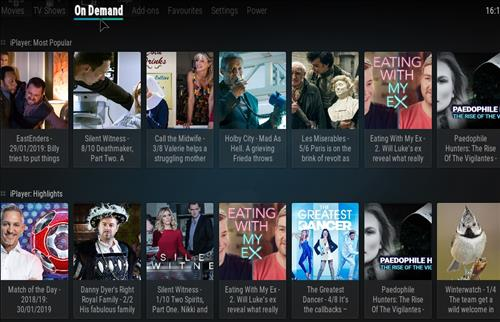 Movies TV Shows On Demand Add-ons Favourites Settings Power 16:1
iPlayer: Most Popular
Drinks
EATING
WITH
MY
EX
PAEDOPHILE H
THE RISE OF THE VIGILA
EastEnders - 29/01/2019: Billy tries to put things
Silent Witness - 8/10 Deathmaker, Part Two. A
Call the Midwife - 3/8 Valerie helps a struggling mother
Holby City - Mad As Hell. A grieving Frieda throws
Les Miserables - 5/6 Paris is on the brink of revolt as
Eating With My Ex - 2. Will Luke's ex reveal what really
Paedophile Hunters: The Rise Of The Vigilantes -
iPlayer: Highlights
SILE
WITNE
EATING
WITH
MY
EX
THE
GREATEST
DANCER
PAEDOPHILE HUN
THE RISE OF THE VIGILANT
Match of the Day - 2018/19: 30/01/2019
Danny Dyer's Right Royal Family - 2/2 His fabulous family
Silent Witness - 1/10 Two Spirits, Part One. Nikki and
Eating With My Ex - 2. Will Luke's ex reveal what really
The Greatest Dancer - 4/8 It's the callbacks –
Paedophile Hunters: The Rise Of The Vigilantes -
Winterwatch - 1/4 The team get a wild welcome in